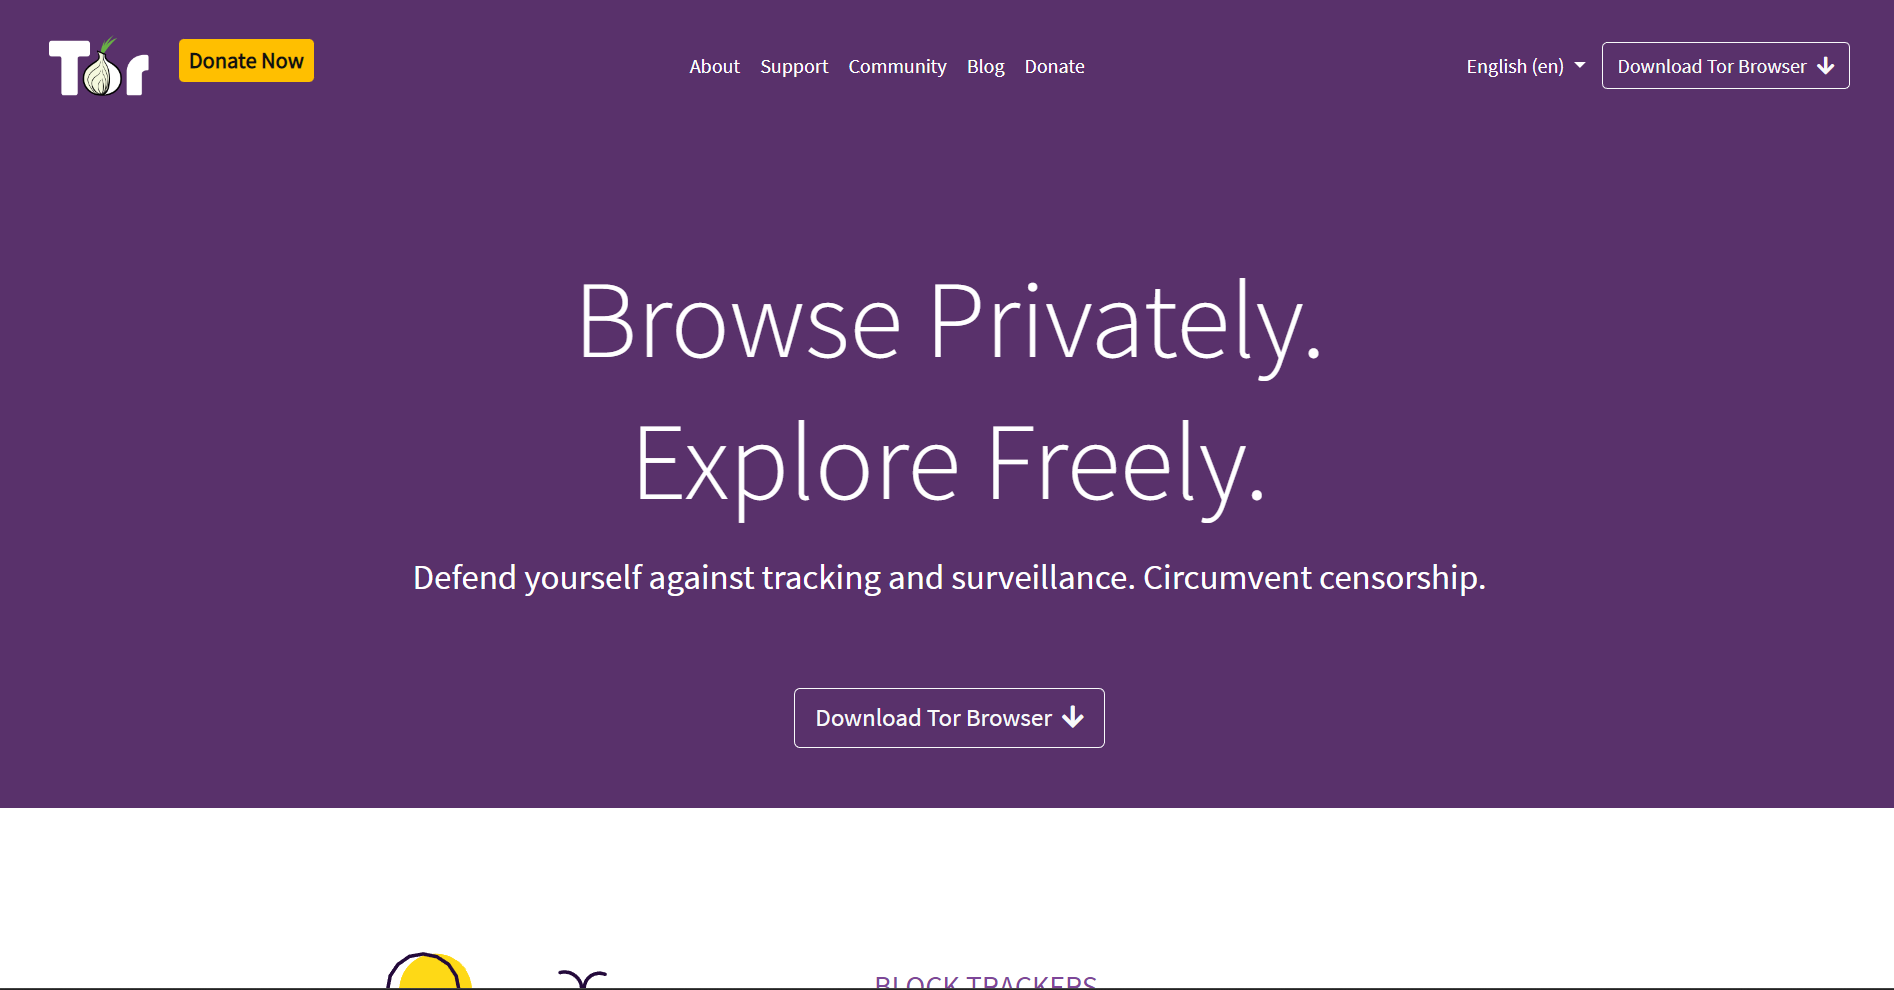 Tor
Donate Now
About Support Community Blog Donate
English (en)
Download Tor Browser
Browse Privately.
Explore Freely.
Defend yourself against tracking and surveillance. Circumvent censorship.
Download Tor Browser
BLOCK TRACKERS